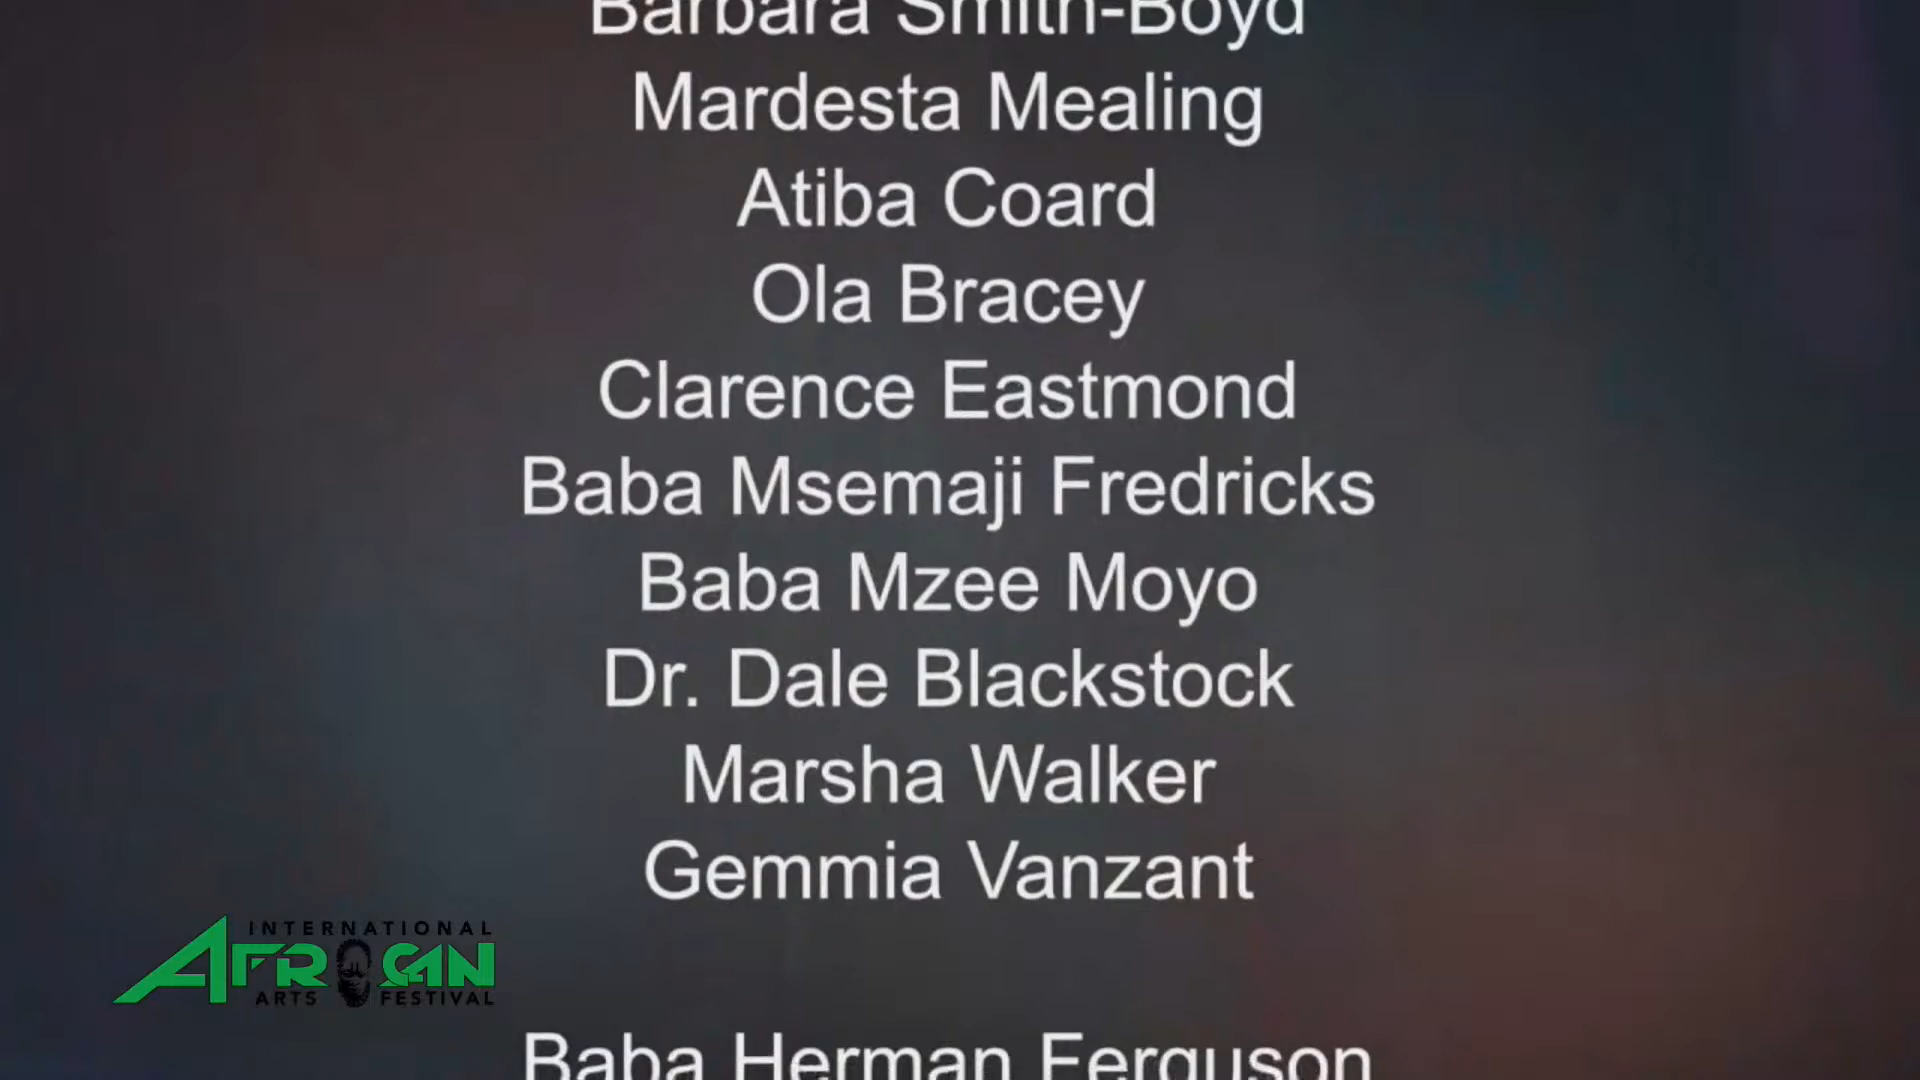 Barbara Smith-Boyd
Mardesta Mealing
Atiba Coard
Ola Bracey
Clarence Eastmond
Baba Msemaji Fredricks
Baba Mzee Moyo
Dr. Dale Blackstock
Marsha Walker
Gemmia Vanzant
INTERNATIONAL
AFRICAN
ARTS FESTIVAL
Baba Herman Ferguson